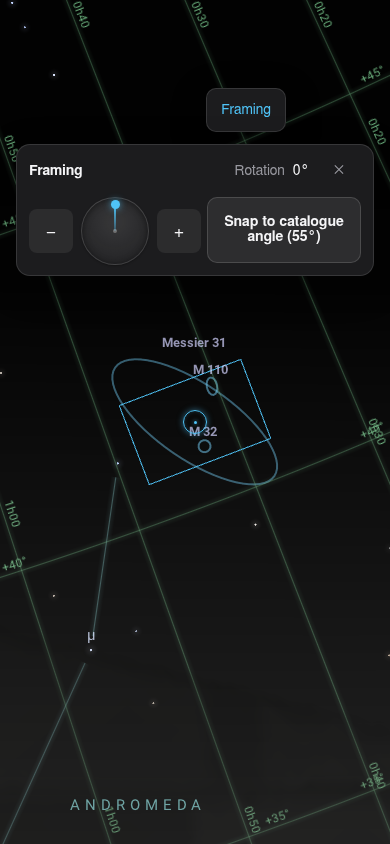 0h40
0h30
0h20
+45°
Framing
0h20
0h50
Framing
Rotation 0°
−
+
Snap to catalogue
angle (55°)
Messier 31
M 110
M 32
1h00
+40°
μ
ANDROMEDA
0h50
+35°